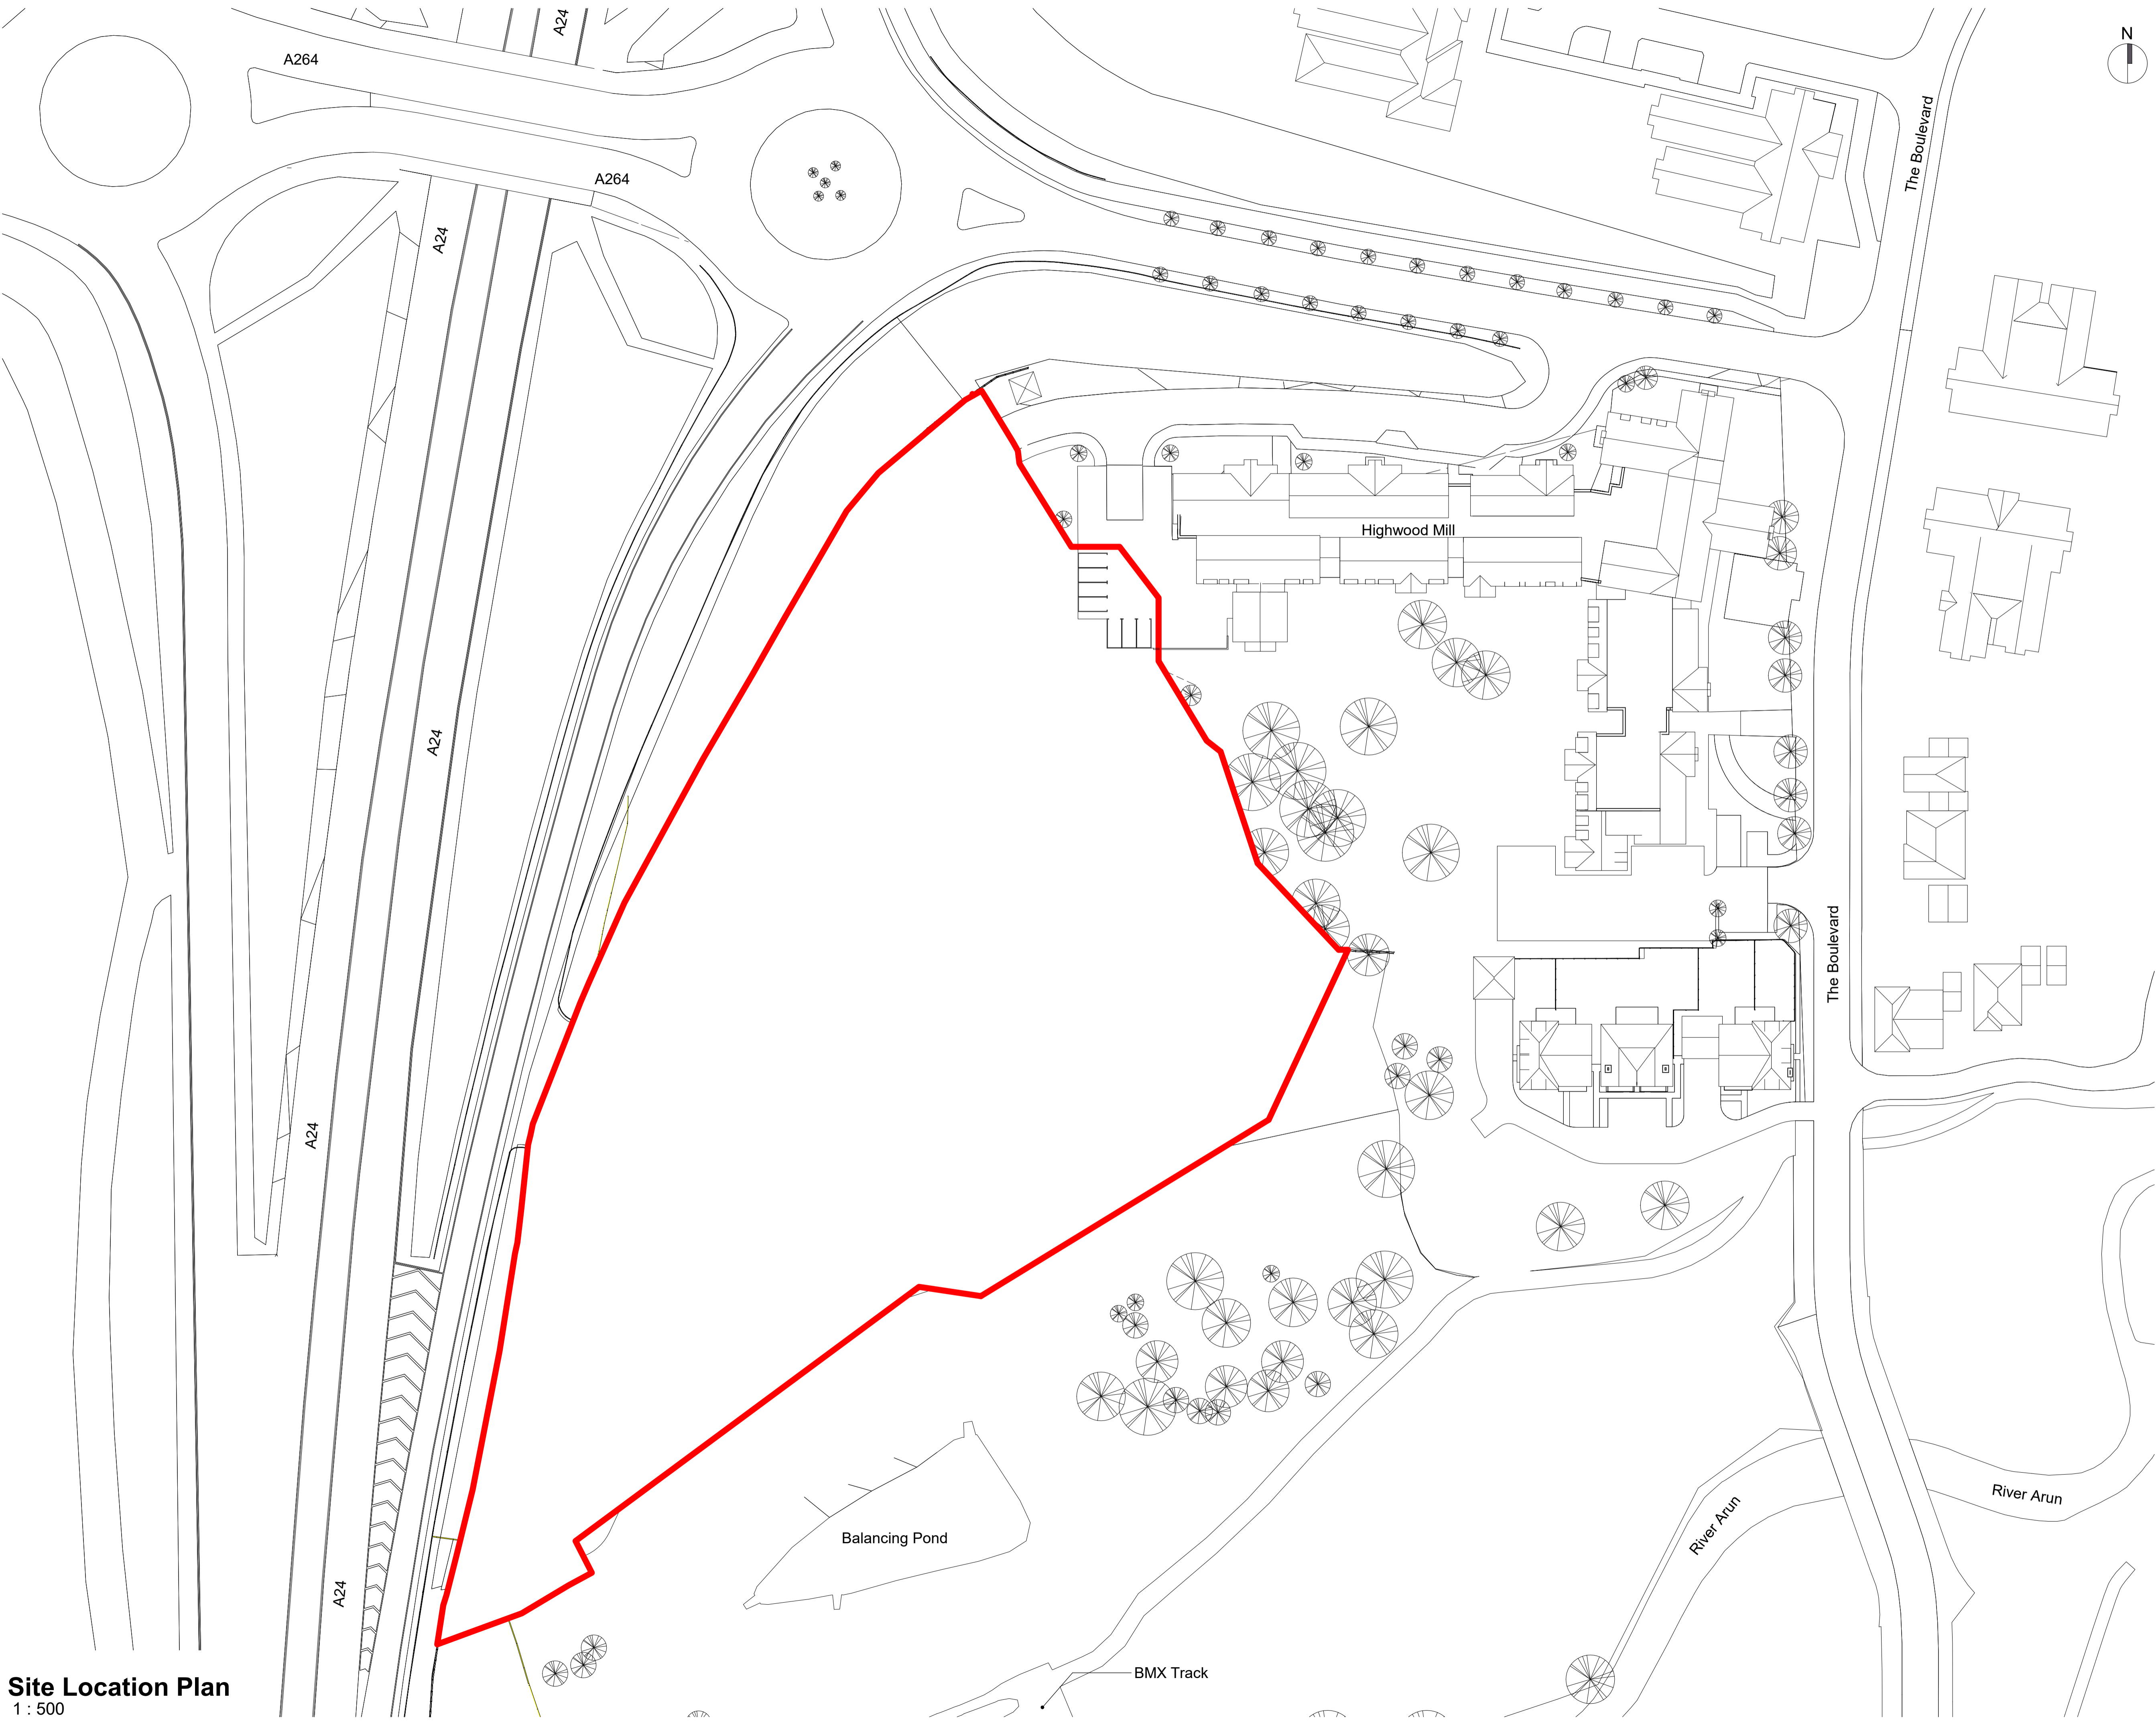 A24
N
A264
The Boulevard
A264
A24
Highwood Mill
A24
The Boulevard
A24
River Arun
River Arun
Balancing Pond
A24
BMX Track
Site Location Plan
1 : 500